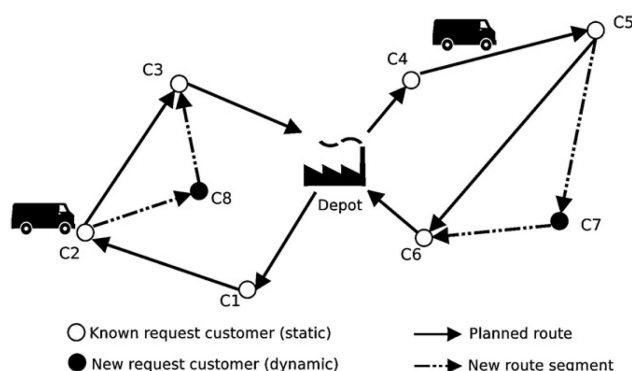 C5
C4
C3
C8
Depot
C7
C2
C6
C1
Known request customer (static)
Planned route
New request customer (dynamic)
New route segment